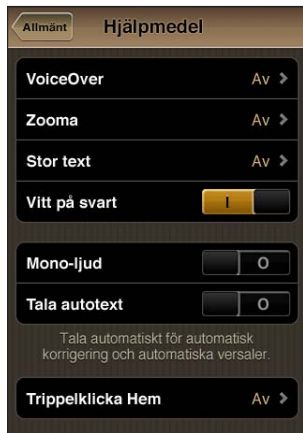 Allmänt
Hjälpmedel
VoiceOver Av
Zooma Av
Stor text Av
Vitt på svart I
Mono-ljud O
Tala autotext O
Tala automatiskt för automatisk
korrigering och automatiska versaler.
Trippelklicka Hem Av